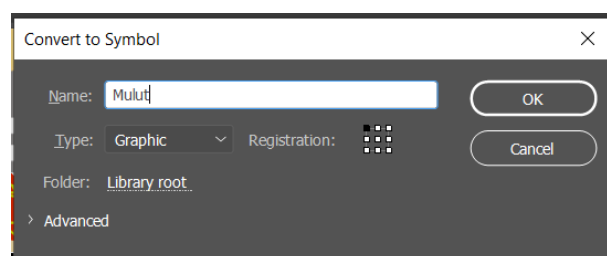 Convert to Symbol
Name: Mulut OK
Type: Graphic Registration: Cancel
Folder: Library root
Advanced